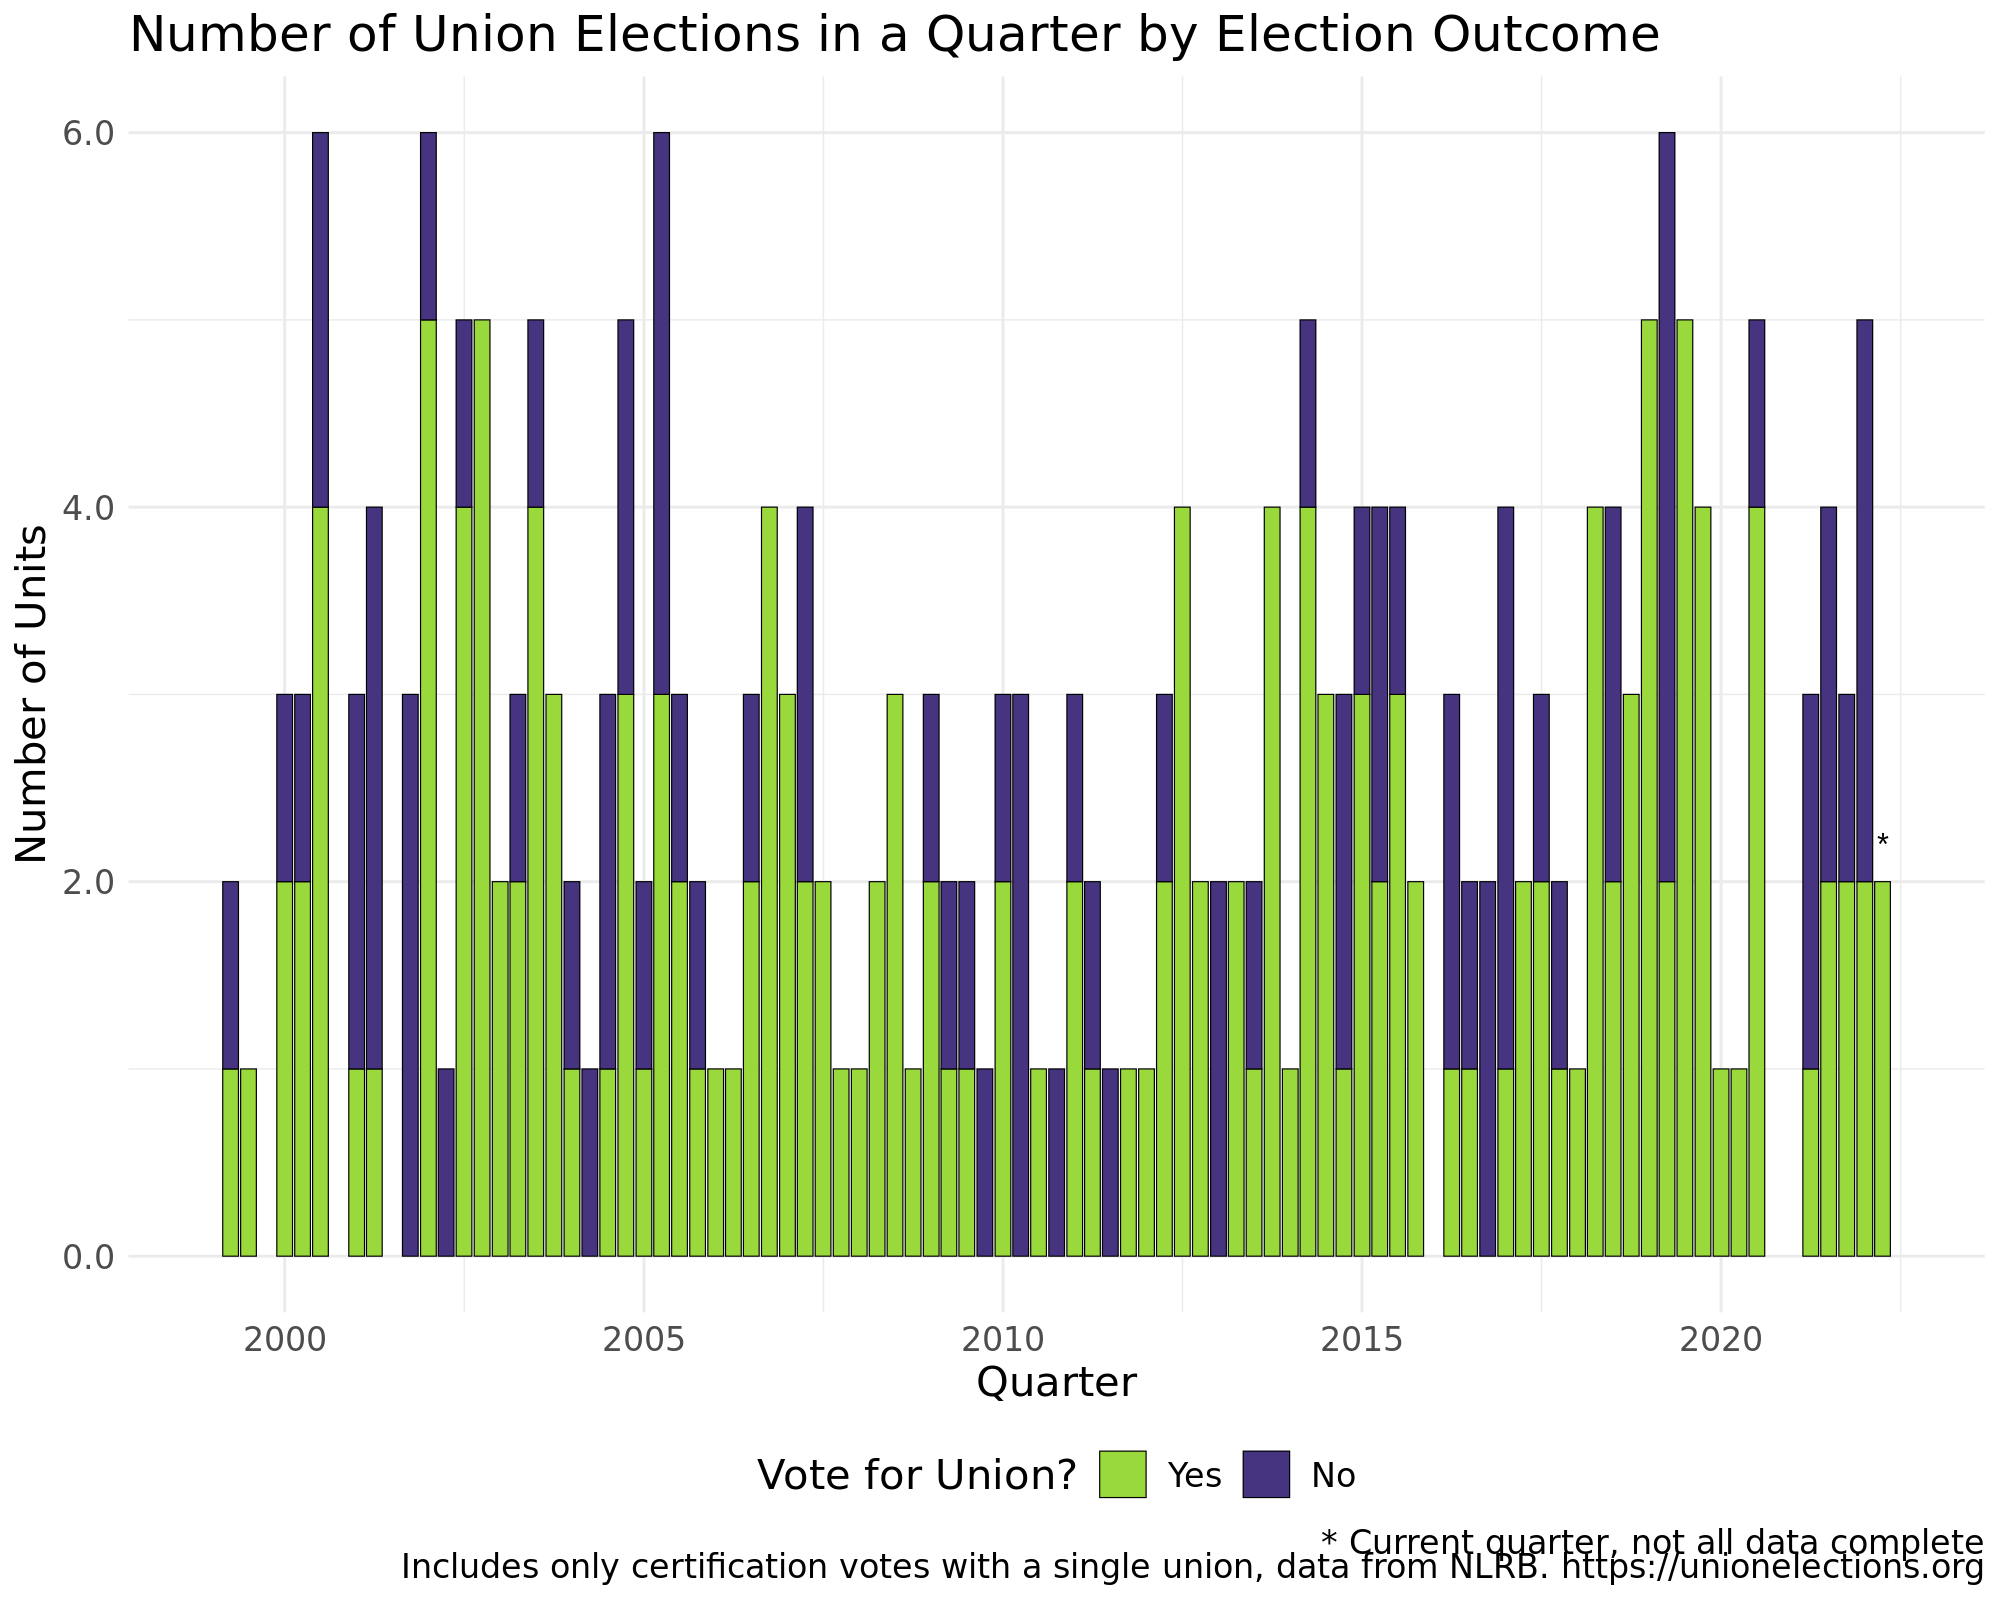 Number of Union Elections in a Quarter by Election Outcome
Number of Units
6.0
4.0
2.0
0.0
*
2000 2005 2010 2015 2020
Quarter
Vote for Union? Yes No
* Current quarter, not all data complete
Includes only certification votes with a single union, data from NLRB. https://unionelections.org